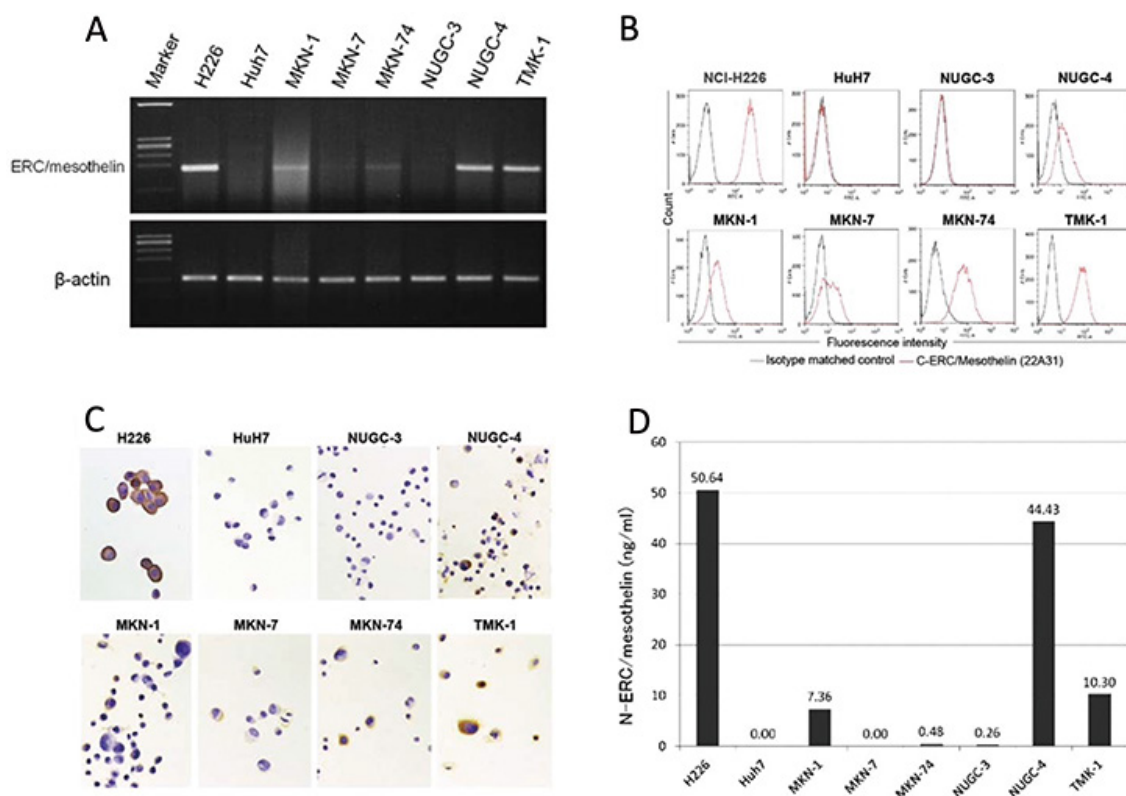 A
Marker
H226
Huh7
MKN-1
MKN-7
MKN-74
NUGC-3
NUGC-4
TMK-1
ERC/mesothelin
β-actin
B
NCI-H226
HuH7
NUGC-3
NUGC-4
MKN-1
MKN-7
MKN-74
TMK-1
Count
Fluorescence intensity
Isotype matched control
C-ERC/Mesothelin (22A31)
C
H226
HuH7
NUGC-3
NUGC-4
MKN-1
MKN-7
MKN-74
TMK-1
D
N-ERC/mesothelin (ng/ml)
60
50
40
30
20
10
0
50.64
0.00
7.36
0.00
0.48
0.26
44.43
10.30
H226
Huh7
MKN-1
MKN-7
MKN-74
NUGC-3
NUGC-4
TMK-1